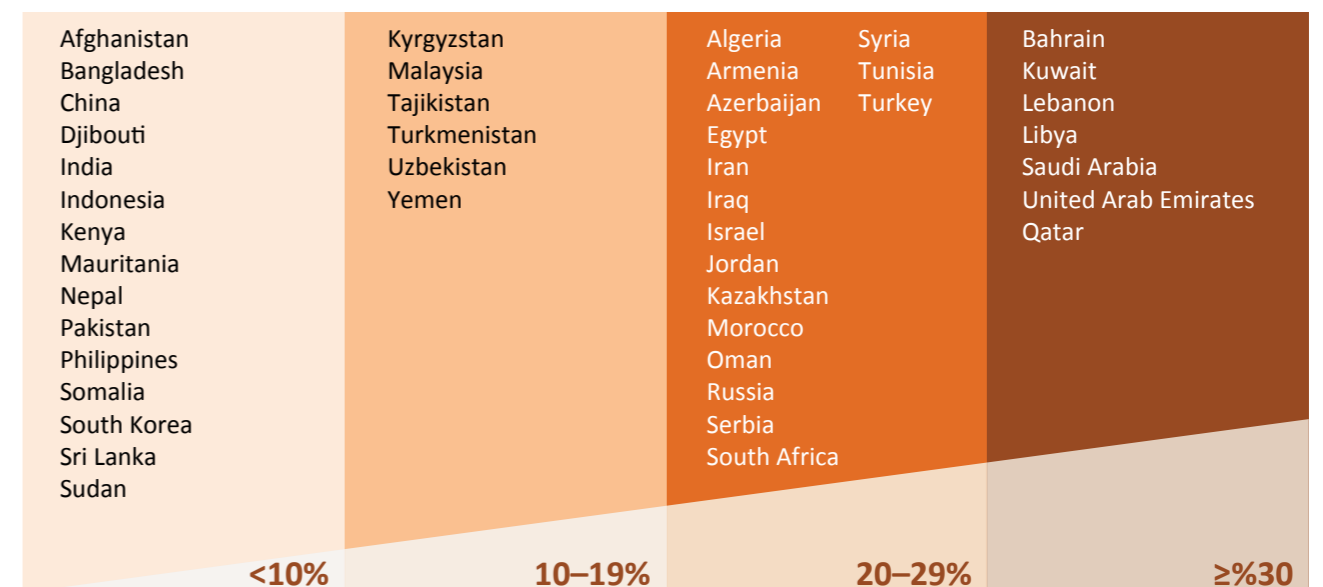 Afghanistan
Bangladesh
China
Djibouti
India
Indonesia
Kenya
Mauritania
Nepal
Pakistan
Philippines
Somalia
South Korea
Sri Lanka
Sudan
<10%
Kyrgyzstan
Malaysia
Tajikistan
Turkmenistan
Uzbekistan
Yemen
10–19%
Algeria
Armenia
Azerbaijan
Egypt
Iran
Iraq
Israel
Jordan
Kazakhstan
Morocco
Oman
Russia
Serbia
South Africa
Syria
Tunisia
Turkey
20–29%
Bahrain
Kuwait
Lebanon
Libya
Saudi Arabia
United Arab Emirates
Qatar
≥%30